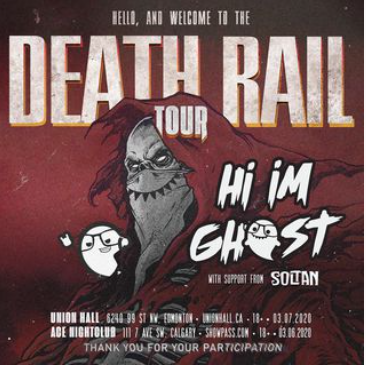 HELLO, AND WELCOME TO THE
DEATH RAIL
TOUR
HI IM
GHOST
WITH SUPPORT FROM SOLTAN
UNION HALL 6240 99 ST NW, EDMONTON • UNIONHALL.CA • 18+ • 03.07.2020
ACE NIGHTCLUB 111 7 AVE SW, CALGARY • SHOWPASS.COM • 18+ • 03.06.2020
THANK YOU FOR YOUR PARTICIPATION